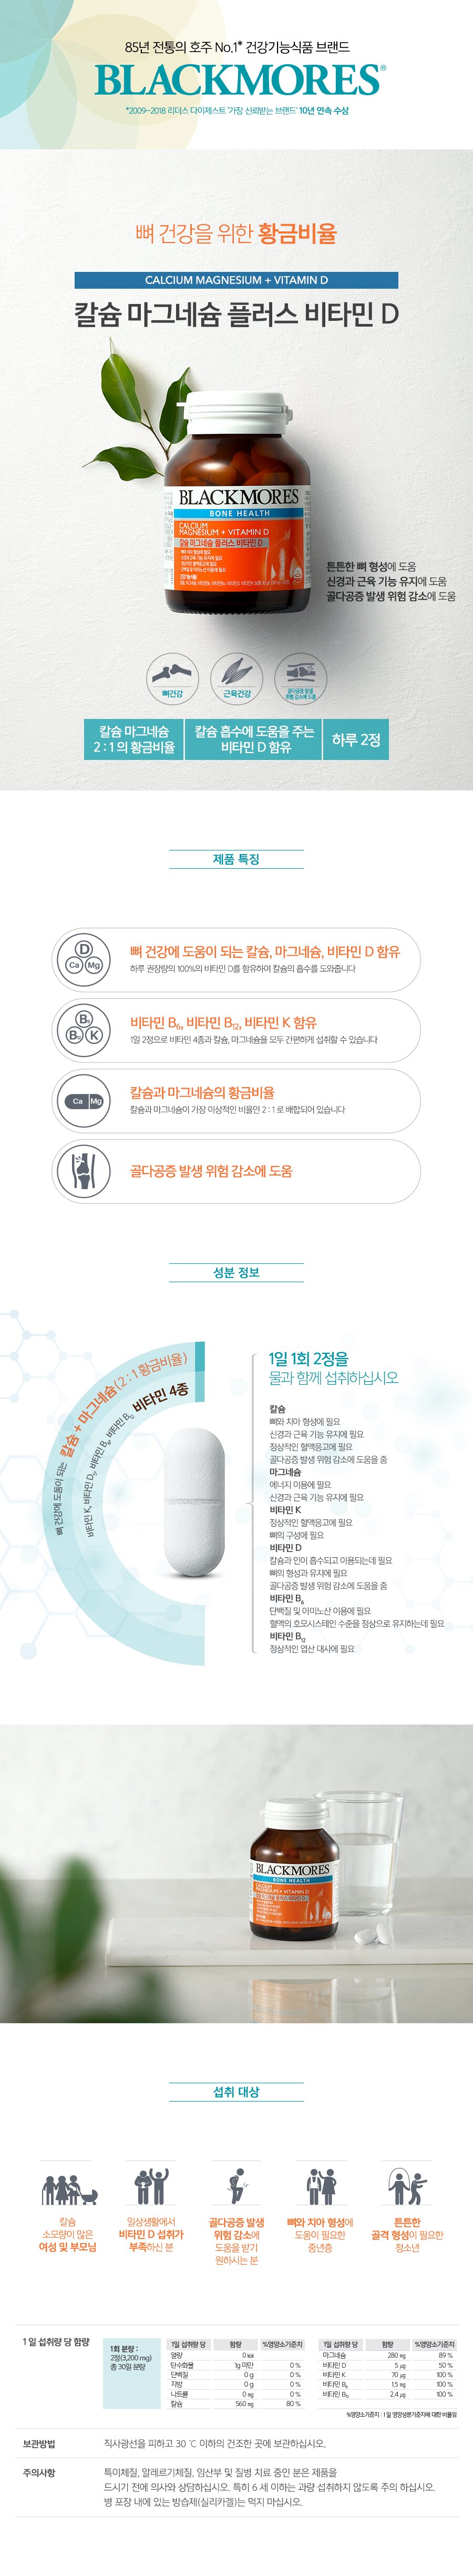 85년 전통의 호주 No.1* 건강기능식품 브랜드
BLACKMORES®
*2009-2018 리더스 다이제스트 '가장 신뢰받는 브랜드' 10년 연속 수상
뼈 건강을 위한 황금비율
CALCIUM MAGNESIUM + VITAMIN D
칼슘 마그네슘 플러스 비타민 D
BLACKMORES
BONE HEALTH
CALCIUM
MAGNESIUM + VITAMIN D
칼슘 마그네슘 플러스 비타민 D
튼튼한 뼈 형성에 도움
신경과 근육 기능 유지에 도움
골다공증 발생 위험 감소에 도움
뼈건강
근육건강
골다공증 발생
위험 감소에 도움
칼슘 마그네슘
2 : 1 의 황금비율
칼슘 흡수에 도움을 주는
비타민 D 함유
하루 2정
제품 특징
D
Ca
Mg
뼈 건강에 도움이 되는 칼슘, 마그네슘, 비타민 D 함유
하루 권장량의 100%의 비타민 D를 함유하여 칼슘의 흡수를 도와줍니다
B6
B12
K
비타민 B6, 비타민 B12, 비타민 K 함유
1일 2정으로 비타민 4종과 칼슘, 마그네슘을 모두 간편하게 섭취할 수 있습니다
Ca Mg
칼슘과 마그네슘의 황금비율
칼슘과 마그네슘이 가장 이상적인 비율인 2 : 1 로 배합되어 있습니다
골다공증 발생 위험 감소에 도움
성분 정보
뼈 건강에 도움이 되는 칼슘 + 마그네슘 (2 : 1 황금비율)
비타민 K, 비타민 D, 비타민 B6, 비타민 B12 비타민 4종
1일 1회 2정을
물과 함께 섭취하십시오
칼슘
뼈와 치아 형성에 필요
신경과 근육 기능 유지에 필요
정상적인 혈액응고에 필요
골다공증 발생 위험 감소에 도움을 줌
마그네슘
에너지 이용에 필요
신경과 근육 기능 유지에 필요
비타민 K
정상적인 혈액응고에 필요
뼈의 구성에 필요
비타민 D
칼슘과 인이 흡수되고 이용되는데 필요
뼈의 형성과 유지에 필요
골다공증 발생 위험 감소에 도움을 줌
비타민 B6
단백질 및 아미노산 이용에 필요
혈액의 호모시스테인 수준을 정상으로 유지하는데 필요
비타민 B12
정상적인 엽산 대사에 필요
BLACKMORES
BONE HEALTH
CALCIUM
MAGNESIUM + VITAMIN D
섭취 대상
칼슘
소모량이 많은
여성 및 부모님
일상생활에서
비타민 D 섭취가
부족하신 분
골다공증 발생
위험 감소에
도움을 받기
원하시는 분
뼈와 치아 형성에
도움이 필요한
중년층
튼튼한
골격 형성이 필요한
청소년
1 일 섭취량 당 함량
1회 분량 :
2정(3,200 mg)
총 30일 분량
1일 섭취량 당 함량 %영양소기준치
열량 0 ㎉
탄수화물 1g 미만 0 %
단백질 0 g 0 %
지방 0 g 0 %
나트륨 0 ㎎ 0 %
칼슘 560 ㎎ 80 %
1일 섭취량 당 함량 %영양소기준치
마그네슘 280 ㎎ 89 %
비타민 D 5 ㎍ 50 %
비타민 K 70 ㎍ 100 %
비타민 B6 1.5 ㎎ 100 %
비타민 B12 2.4 ㎍ 100 %
%영양소기준치 : 1 일 영양성분기준치에 대한 비율임
보관방법
직사광선을 피하고 30 ℃ 이하의 건조한 곳에 보관하십시오.
주의사항
특이체질, 알레르기체질, 임산부 및 질병 치료 중인 분은 제품을
드시기 전에 의사와 상담하십시오. 특히 6 세 이하는 과량 섭취하지 않도록 주의 하십시오.
병 포장 내에 있는 방습제(실리카겔)는 먹지 마십시오.